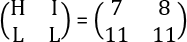 (H I
L L) = (7 8
11 11)